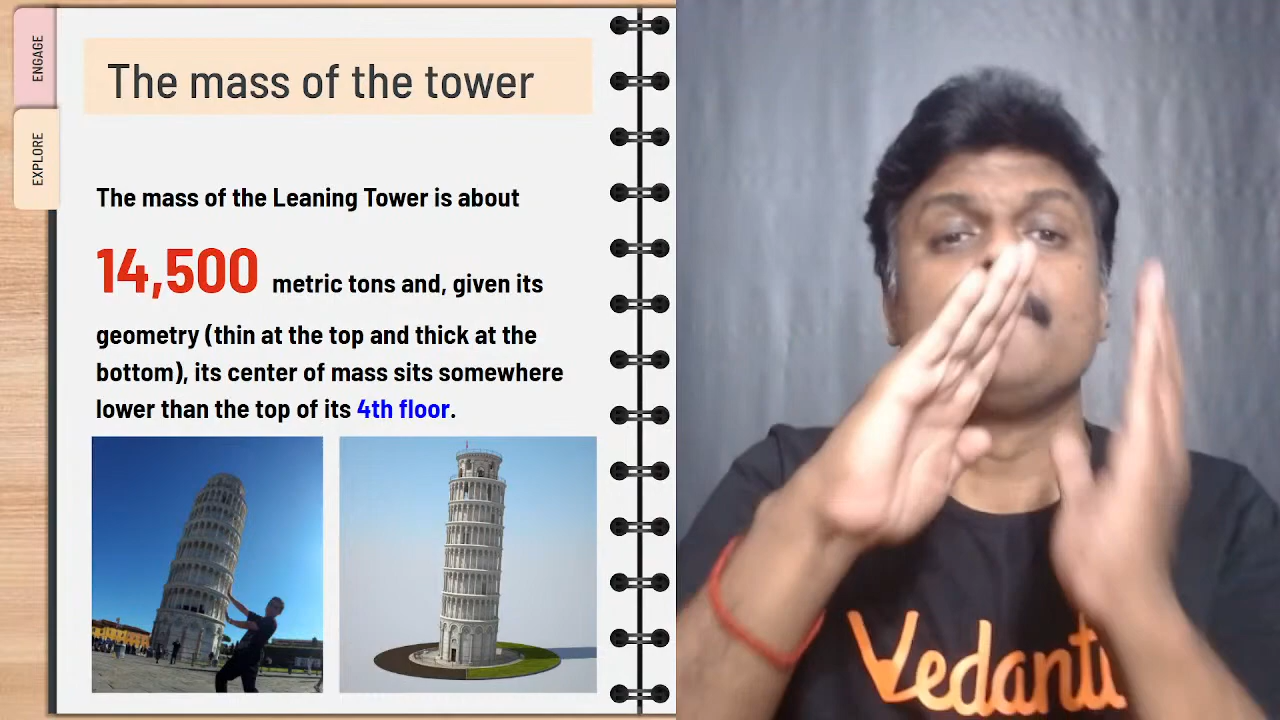 ENGAGE
EXPLORE
The mass of the tower
The mass of the Leaning Tower is about
14,500 metric tons and, given its
geometry (thin at the top and thick at the
bottom), its center of mass sits somewhere
lower than the top of its 4th floor.
Vedantu